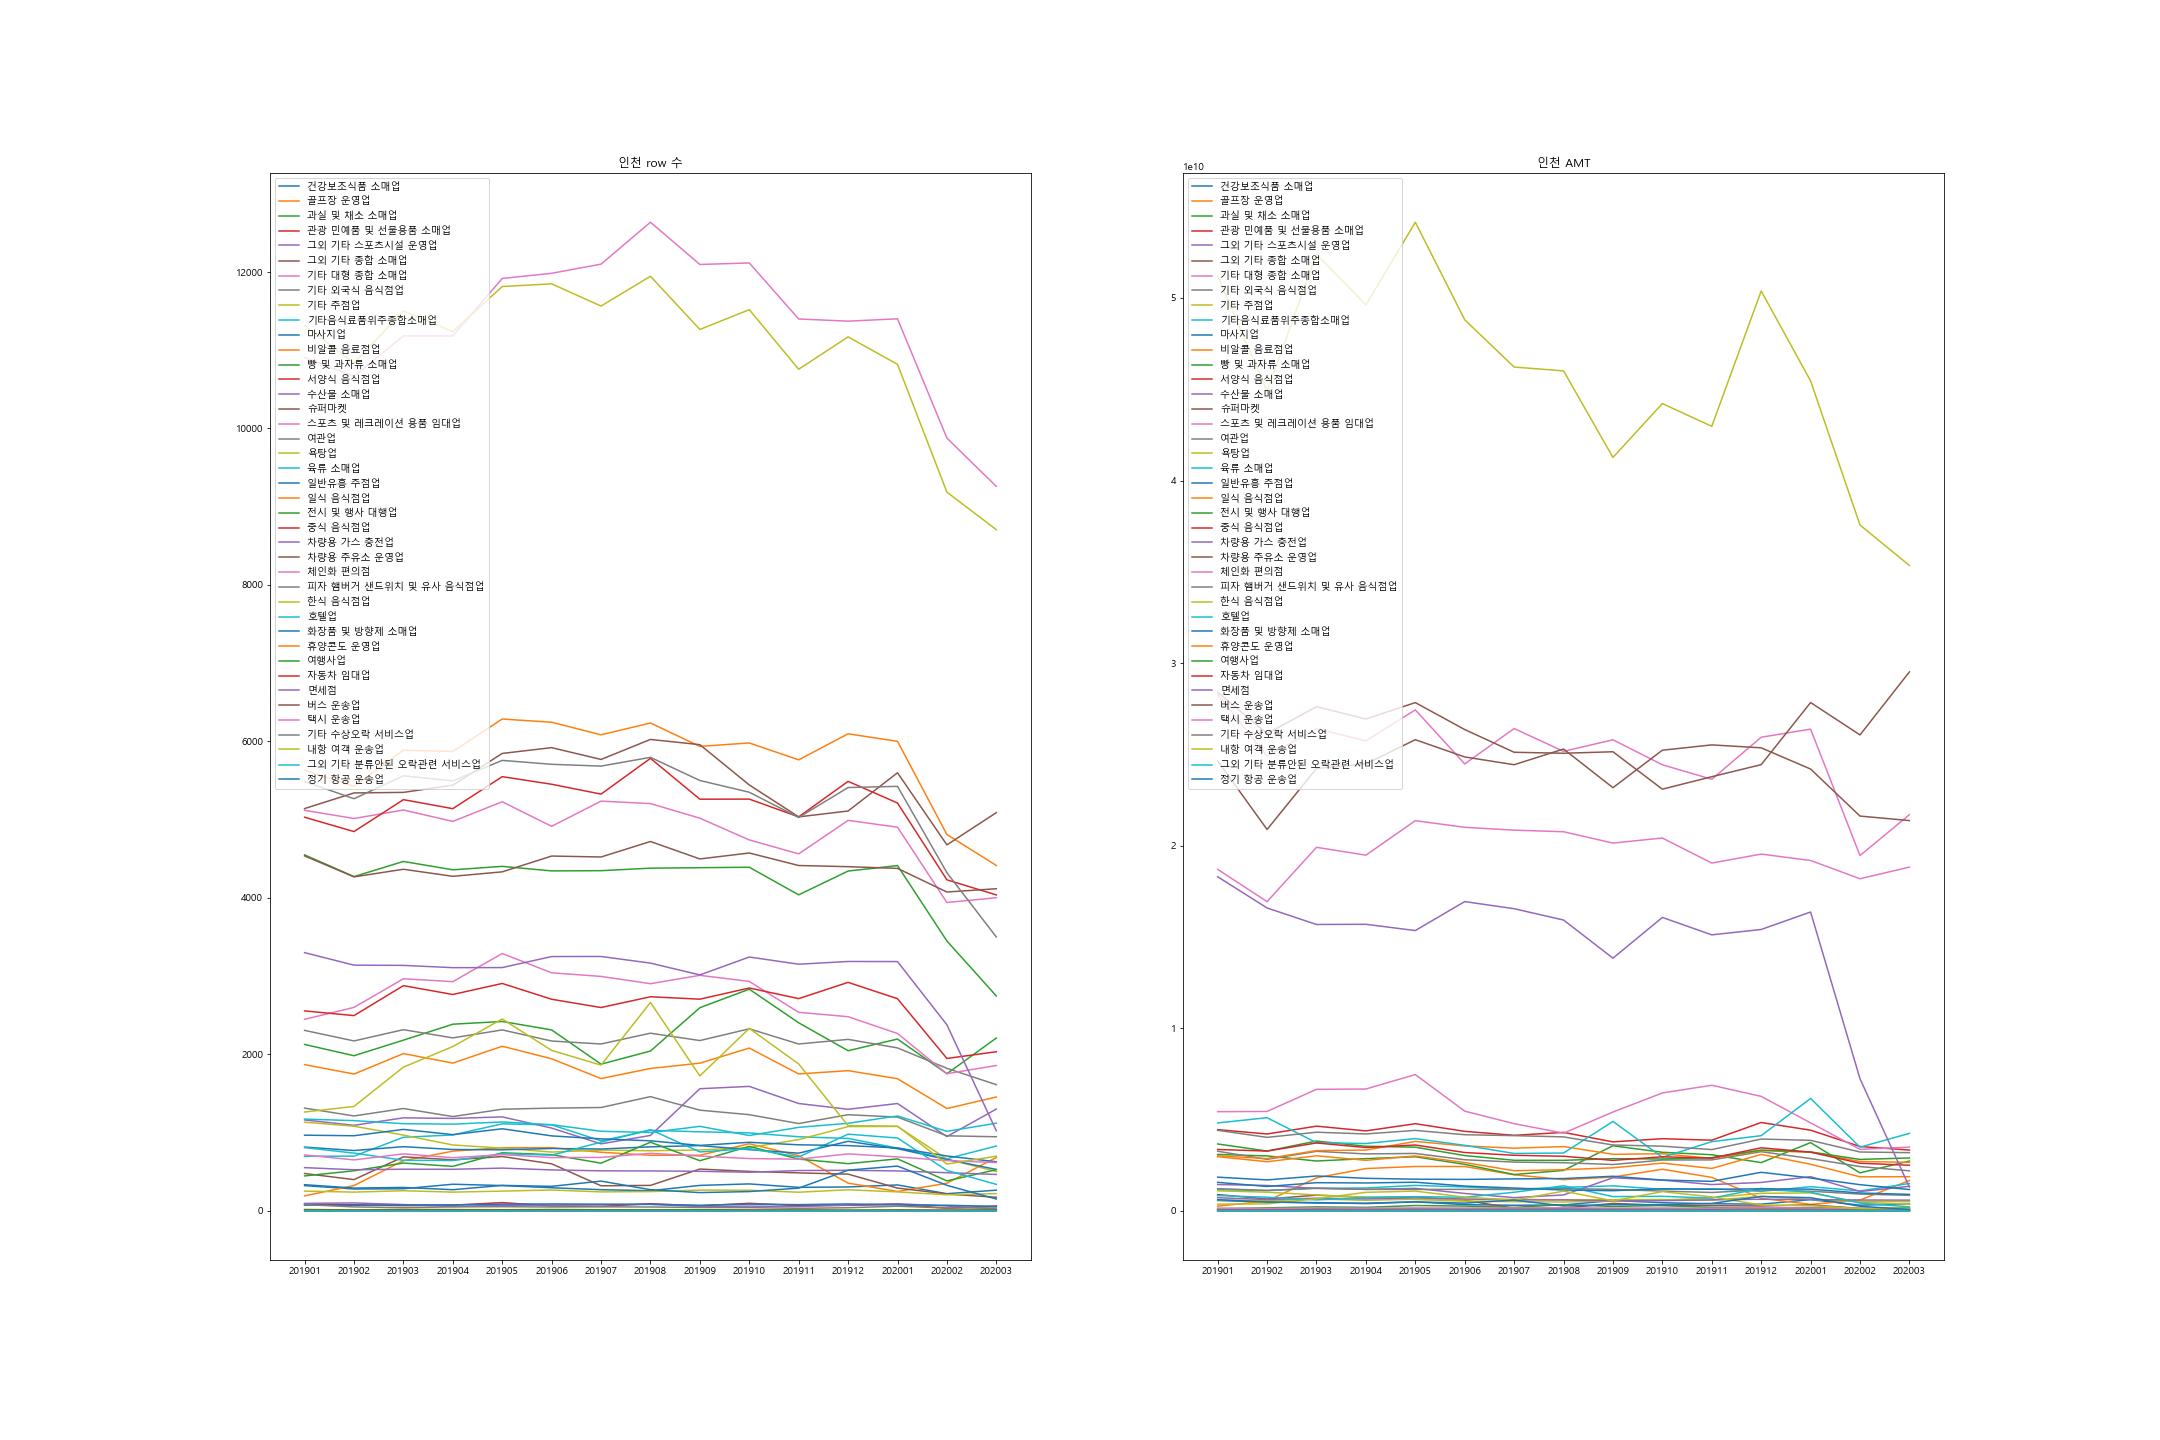 인천 row 수
건강보조식품 소매업
골프장 운영업
과실 및 채소 소매업
관광 민예품 및 선물용품 소매업
그외 기타 스포츠시설 운영업
그외 기타 종합 소매업
기타 대형 종합 소매업
기타 외국식 음식점업
기타 주점업
기타음식료품위주종합소매업
마사지업
비알콜 음료점업
빵 및 과자류 소매업
서양식 음식점업
수산물 소매업
슈퍼마켓
스포츠 및 레크레이션 용품 임대업
여관업
욕탕업
육류 소매업
일반유흥 주점업
일식 음식점업
전시 및 행사 대행업
중식 음식점업
차량용 가스 충전업
차량용 주유소 운영업
체인화 편의점
피자 햄버거 샌드위치 및 유사 음식점업
한식 음식점업
호텔업
화장품 및 방향제 소매업
휴양콘도 운영업
여행사업
자동차 임대업
면세점
버스 운송업
택시 운송업
기타 수상오락 서비스업
내항 여객 운송업
그외 기타 분류안된 오락관련 서비스업
정기 항공 운송업
12000
10000
8000
6000
4000
2000
0
201901 201902 201903 201904 201905 201906 201907 201908 201909 201910 201911 201912 202001 202002 202003
인천 AMT
1e10
건강보조식품 소매업
골프장 운영업
과실 및 채소 소매업
관광 민예품 및 선물용품 소매업
그외 기타 스포츠시설 운영업
그외 기타 종합 소매업
기타 대형 종합 소매업
기타 외국식 음식점업
기타 주점업
기타음식료품위주종합소매업
마사지업
비알콜 음료점업
빵 및 과자류 소매업
서양식 음식점업
수산물 소매업
슈퍼마켓
스포츠 및 레크레이션 용품 임대업
여관업
욕탕업
육류 소매업
일반유흥 주점업
일식 음식점업
전시 및 행사 대행업
중식 음식점업
차량용 가스 충전업
차량용 주유소 운영업
체인화 편의점
피자 햄버거 샌드위치 및 유사 음식점업
한식 음식점업
호텔업
화장품 및 방향제 소매업
휴양콘도 운영업
여행사업
자동차 임대업
면세점
버스 운송업
택시 운송업
기타 수상오락 서비스업
내항 여객 운송업
그외 기타 분류안된 오락관련 서비스업
정기 항공 운송업
5
4
3
2
1
0
201901 201902 201903 201904 201905 201906 201907 201908 201909 201910 201911 201912 202001 202002 202003